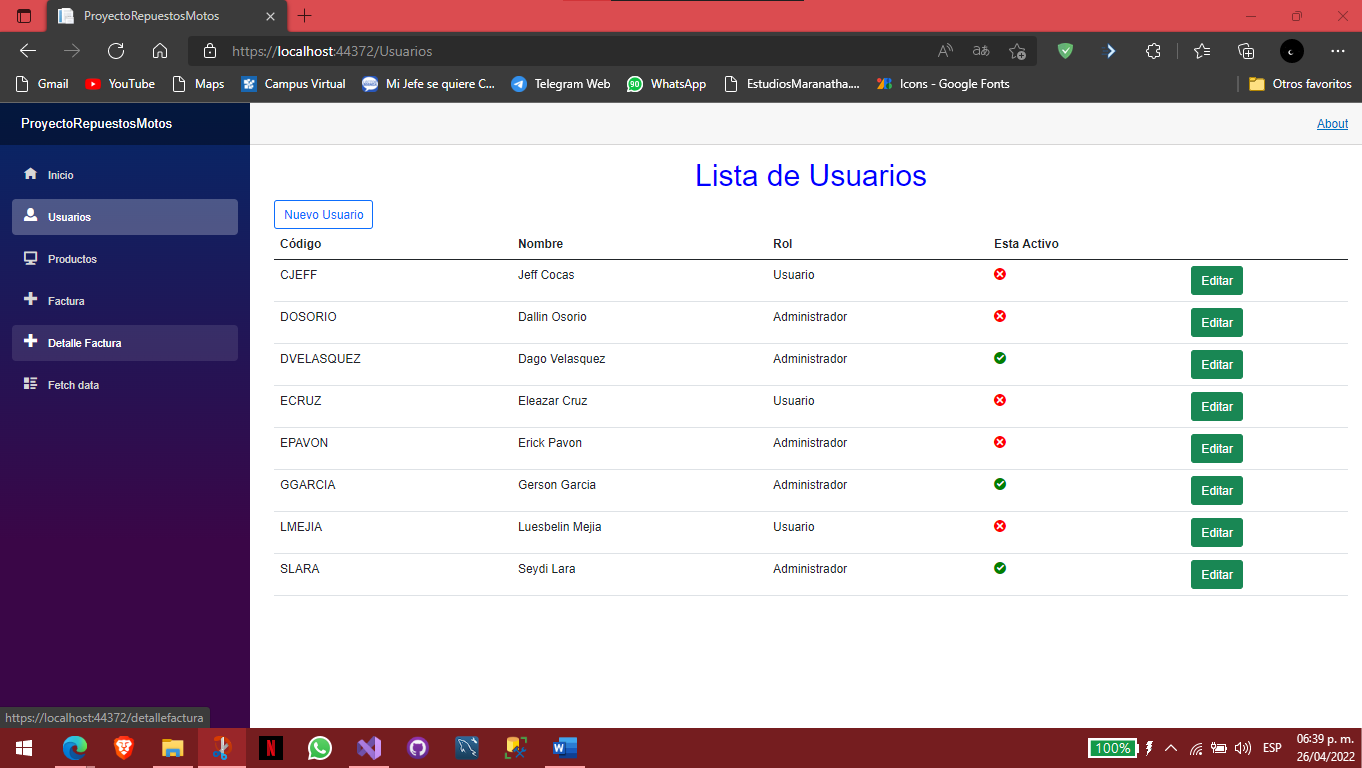 ProyectoRepuestosMotos
https://localhost:44372/Usuarios
Gmail YouTube Maps Campus Virtual Mi Jefe se quiere C... Telegram Web WhatsApp EstudiosMaranatha.... Icons - Google Fonts Otros favoritos
ProyectoRepuestosMotos
About
Inicio
Usuarios
Productos
Factura
Detalle Factura
Fetch data
Lista de Usuarios
Nuevo Usuario
Código Nombre Rol Esta Activo
CJEFF Jeff Cocas Usuario Editar
DOSORIO Dallin Osorio Administrador Editar
DVELASQUEZ Dago Velasquez Administrador Editar
ECRUZ Eleazar Cruz Usuario Editar
EPAVON Erick Pavon Administrador Editar
GGARCIA Gerson Garcia Administrador Editar
LMEJIA Luesbelin Mejia Usuario Editar
SLARA Seydi Lara Administrador Editar
https://localhost:44372/detallefactura
100% ESP 06:39 p. m.
26/04/2022